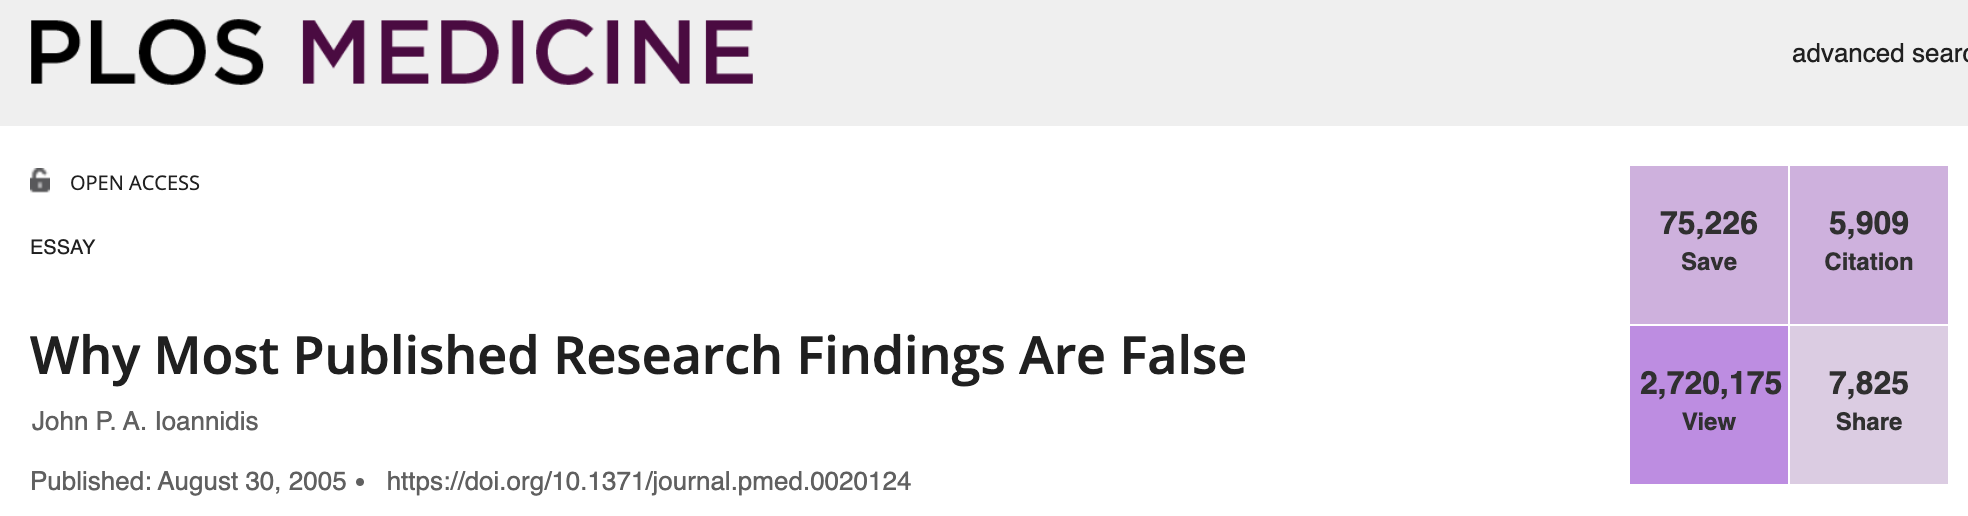 PLOS MEDICINE
advanced searc
OPEN ACCESS
ESSAY
Why Most Published Research Findings Are False
John P. A. Ioannidis
Published: August 30, 2005 • https://doi.org/10.1371/journal.pmed.0020124
75,226
Save
5,909
Citation
2,720,175
View
7,825
Share